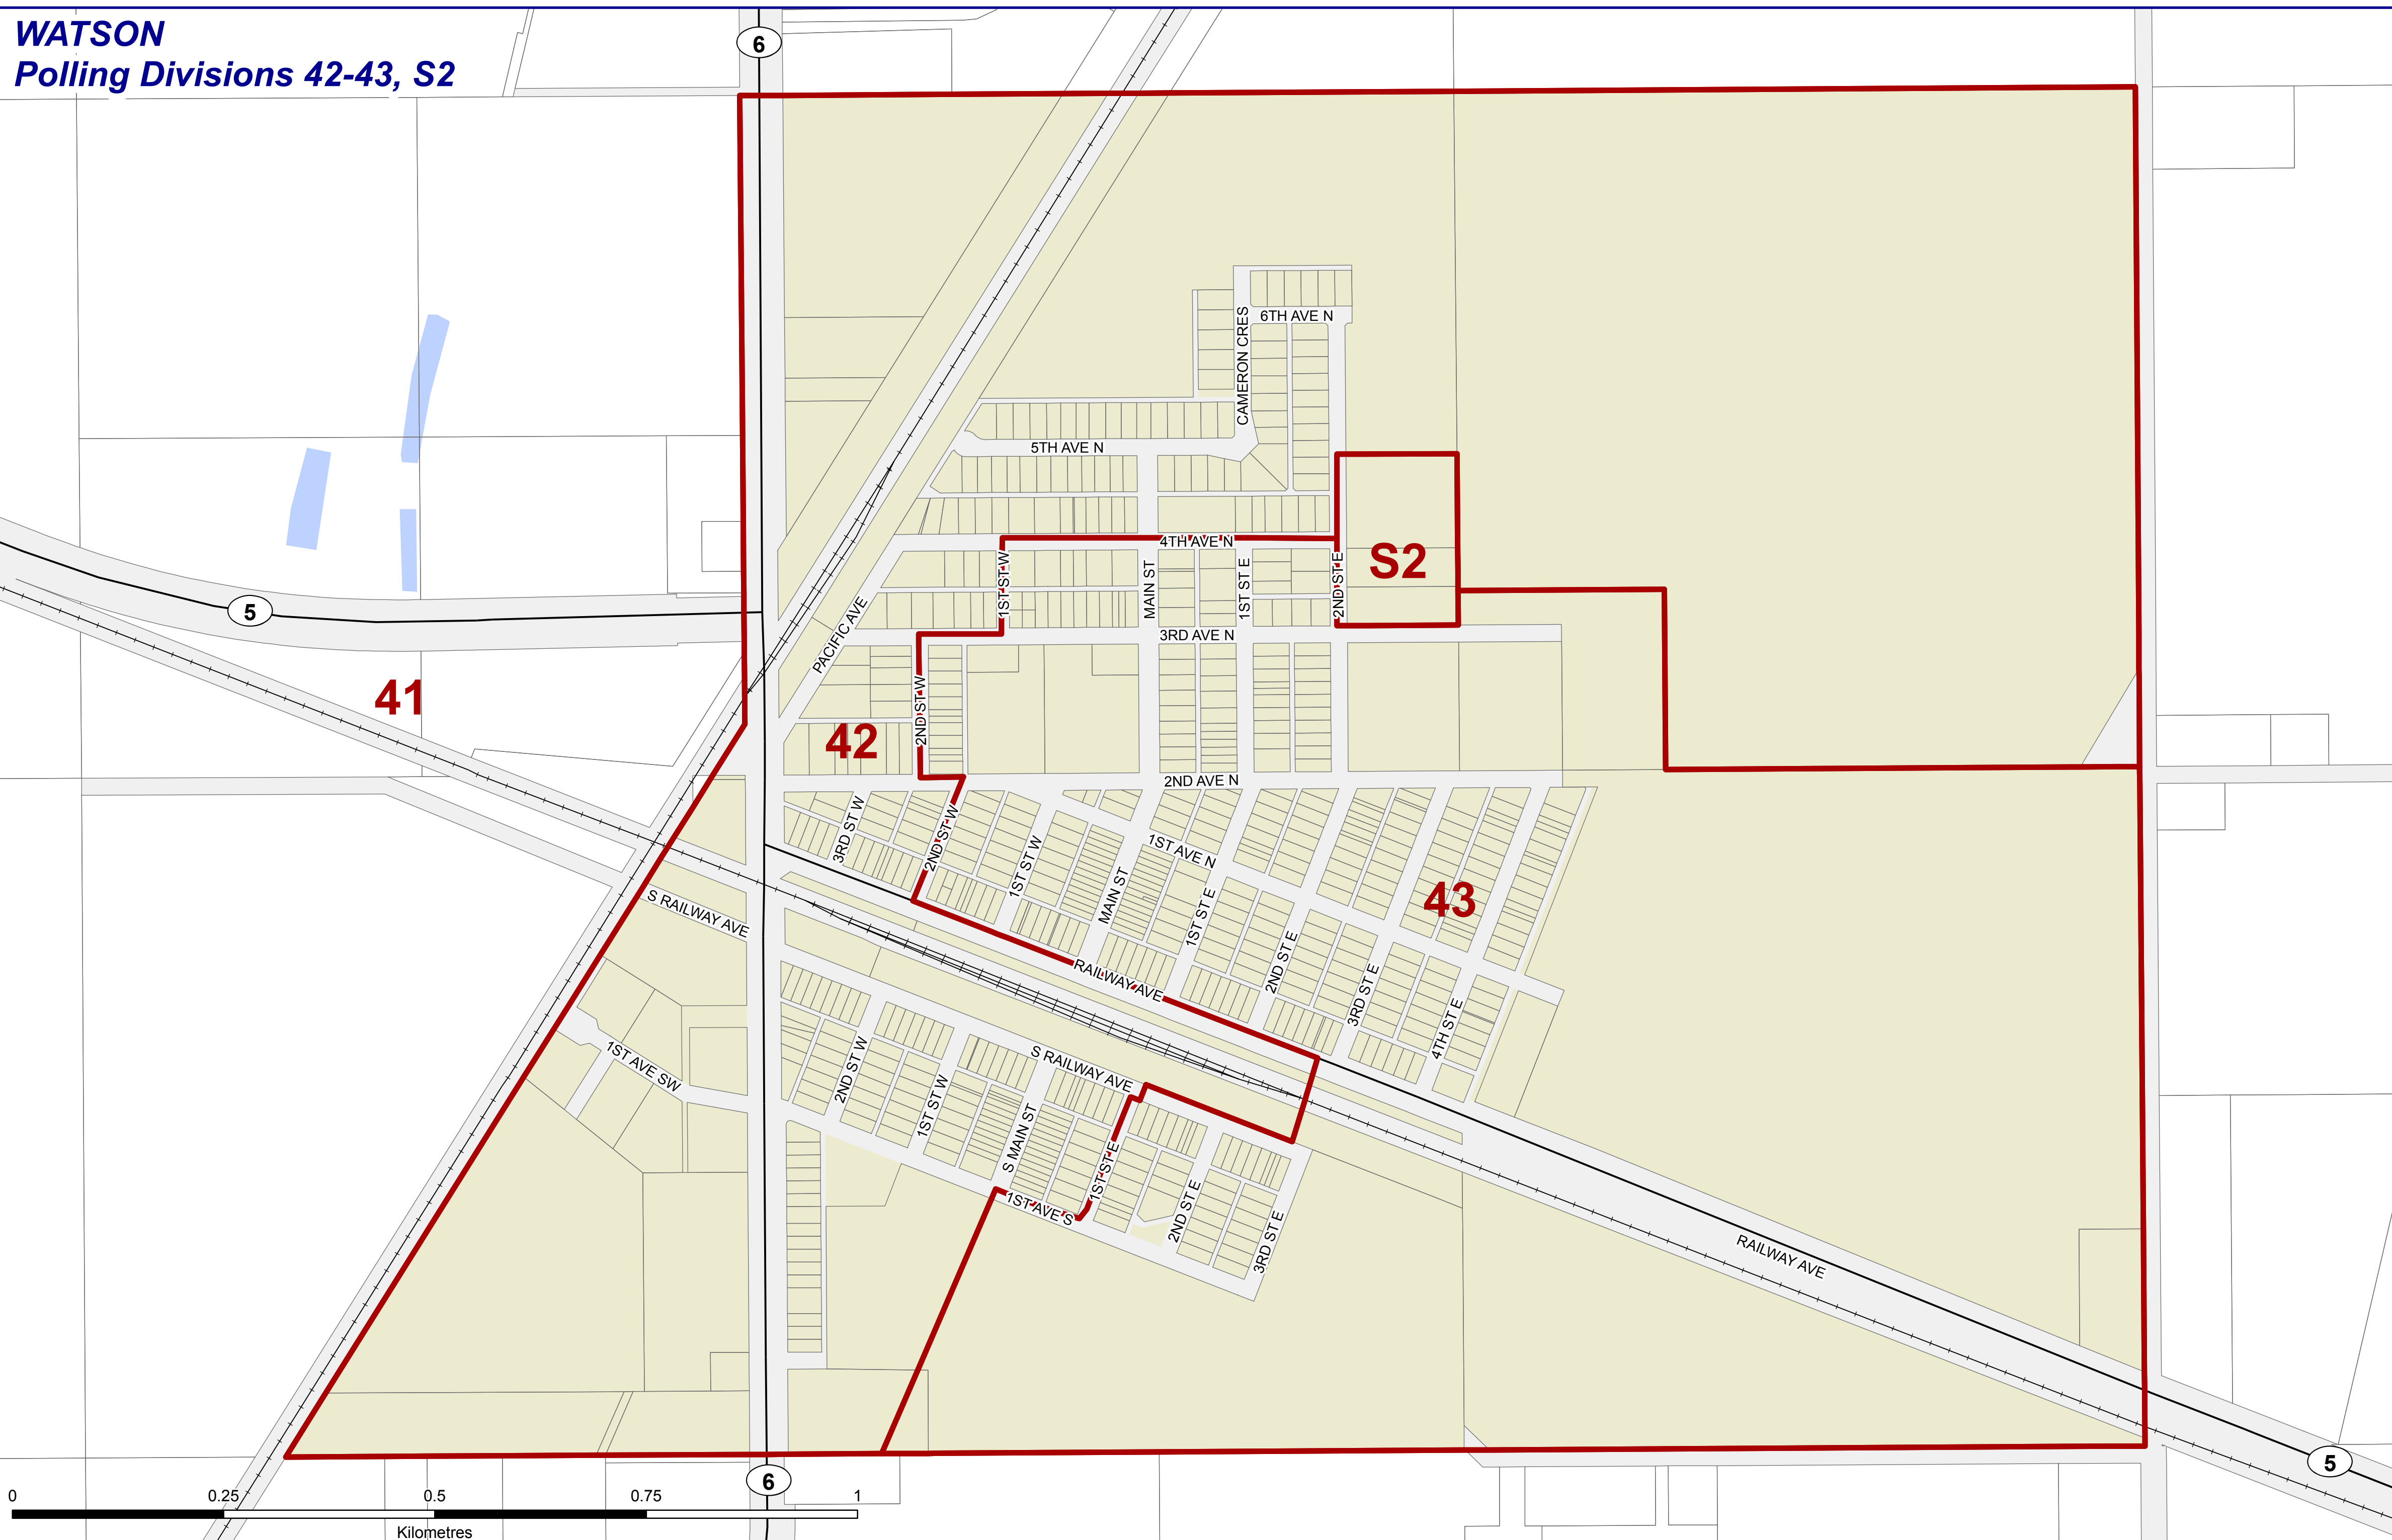 WATSON
Polling Divisions 42-43, S2
6
6TH AVE N
CAMERON CRES
5TH AVE N
4TH AVE N
S2
1ST ST W
MAIN ST
1ST ST E
2ND ST E
5
PACIFIC AVE
3RD AVE N
41
42
2ND ST W
2ND AVE N
3RD ST W
2ND ST W
1ST ST W
1ST AVE N
MAIN ST
43
1ST ST E
S RAILWAY AVE
2ND ST E
RAILWAY AVE
3RD ST E
4TH ST E
1ST AVE SW
2ND ST W
S RAILWAY AVE
1ST ST W
S MAIN ST
1ST ST E
1ST AVE S
2ND ST E
3RD ST E
RAILWAY AVE
5
6
0 0.25 0.5 0.75 1
Kilometres